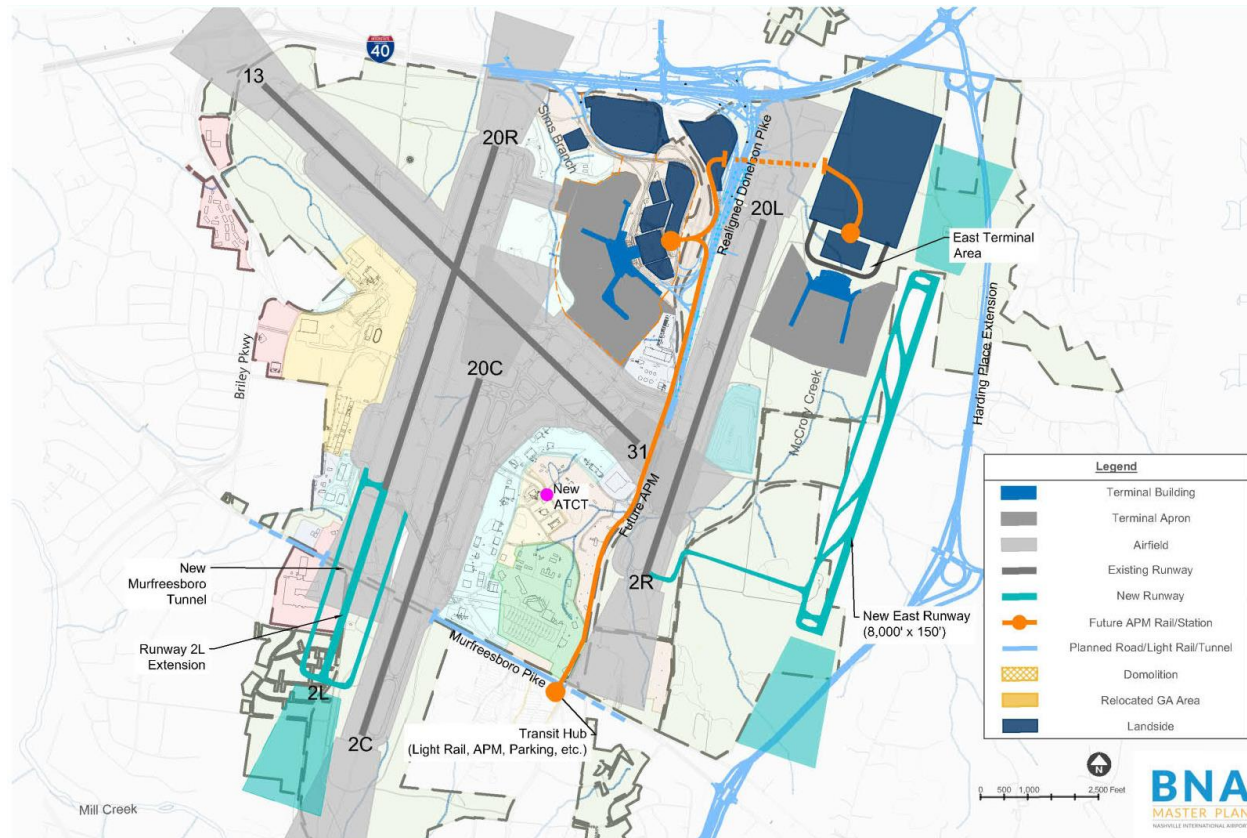 INTERSTATE
40
13
20R
Sims Branch
Realigned Donelson Pike
20L
East Terminal
Area
Briley Pkwy
20C
McCrory Creek
Harding Place Extension
31
New
ATCT
Future APM
New
Murfreesboro
Tunnel
2R
New East Runway
(8,000' x 150')
Runway 2L
Extension
Murfreesboro Pike
2L
2C
Transit Hub
(Light Rail, APM, Parking, etc.)
Mill Creek
Legend
Terminal Building
Terminal Apron
Airfield
Existing Runway
New Runway
Future APM Rail/Station
Planned Road/Light Rail/Tunnel
Domolition
Relocated GA Area
Landside
N
0 500 1,000 2,500 Feet
BNA
MASTER PLAN
NASHVILLE INTERNATIONAL AIRPORT